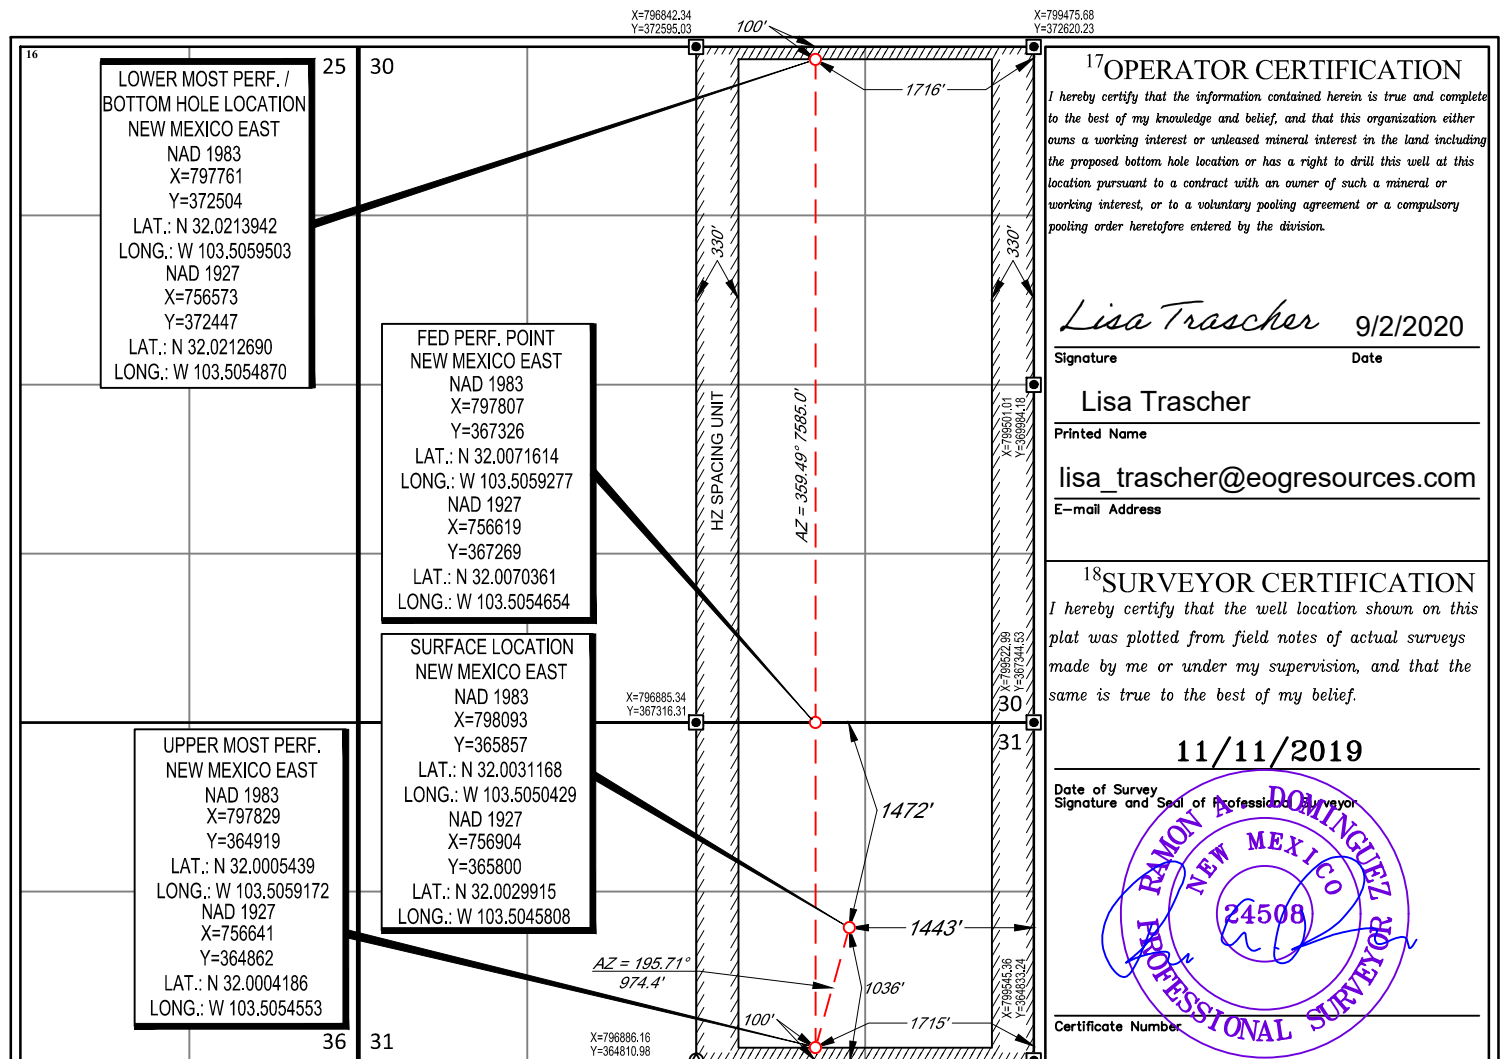 X=796842.34
Y=372595.03
100'
X=799475.68
Y=372620.23
16
25 30
LOWER MOST PERF. /
BOTTOM HOLE LOCATION
NEW MEXICO EAST
NAD 1983
X=797761
Y=372504
LAT.: N 32.0213942
LONG.: W 103.5059503
NAD 1927
X=756573
Y=372447
LAT.: N 32.0212690
LONG.: W 103.5054870
1716'
330'
330'
FED PERF. POINT
NEW MEXICO EAST
NAD 1983
X=797807
Y=367326
LAT.: N 32.0071614
LONG.: W 103.5059277
NAD 1927
X=756619
Y=367269
LAT.: N 32.0070361
LONG.: W 103.5054654
HZ SPACING UNIT
AZ = 359.49° 7585.0'
X=799501.01
Y=369984.18
SURFACE LOCATION
NEW MEXICO EAST
NAD 1983
X=798093
Y=365857
LAT.: N 32.0031168
LONG.: W 103.5050429
NAD 1927
X=756904
Y=365800
LAT.: N 32.0029915
LONG.: W 103.5045808
X=796885.34
Y=367316.31
X=799522.99
Y=367344.53
30
31
UPPER MOST PERF.
NEW MEXICO EAST
NAD 1983
X=797829
Y=364919
LAT.: N 32.0005439
LONG.: W 103.5059172
NAD 1927
X=756641
Y=364862
LAT.: N 32.0004186
LONG.: W 103.5054553
1472'
1443'
AZ = 195.71°
974.4'
1036'
X=799545.36
Y=364833.24
100'
1715'
X=796886.16
Y=364810.98
36 31
17 OPERATOR CERTIFICATION
I hereby certify that the information contained herein is true and complete
to the best of my knowledge and belief, and that this organization either
owns a working interest or unleased mineral interest in the land including
the proposed bottom hole location or has a right to drill this well at this
location pursuant to a contract with an owner of such a mineral or
working interest, or to a voluntary pooling agreement or a compulsory
pooling order heretofore entered by the division.
Lisa Trascher 9/2/2020
Signature Date
Lisa Trascher
Printed Name
lisa_trascher@eogresources.com
E-mail Address
18 SURVEYOR CERTIFICATION
I hereby certify that the well location shown on this
plat was plotted from field notes of actual surveys
made by me or under my supervision, and that the
same is true to the best of my belief.
11/11/2019
Date of Survey
Signature and Seal of Professional Surveyor
RAMON A. DOMINGUEZ
NEW MEXICO
24508
PROFESSIONAL SURVEYOR
Certificate Number